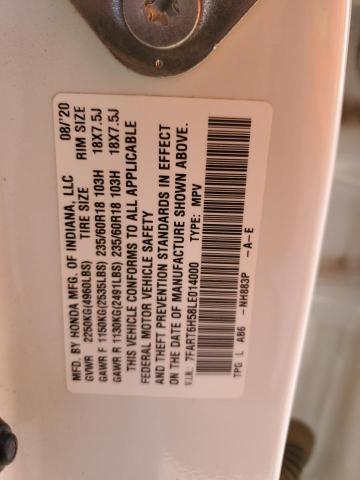 MFD. BY HONDA MFG. OF INDIANA, LLC 08/'20
TIRE SIZE RIM SIZE
GVWR 2250KG(4960LBS)
GAWR F 1150KG(2535LBS) 235/60R18 103H 18X7.5J
GAWR R 1130KG(2491LBS) 235/60R18 103H 18X7.5J
THIS VEHICLE CONFORMS TO ALL APPLICABLE
FEDERAL MOTOR VEHICLE SAFETY
AND THEFT PREVENTION STANDARDS IN EFFECT
ON THE DATE OF MANUFACTURE SHOWN ABOVE.
V.I.N.: 7FART6H58LE014000 TYPE: MPV
TPG L AB6 -NH883P -A-E